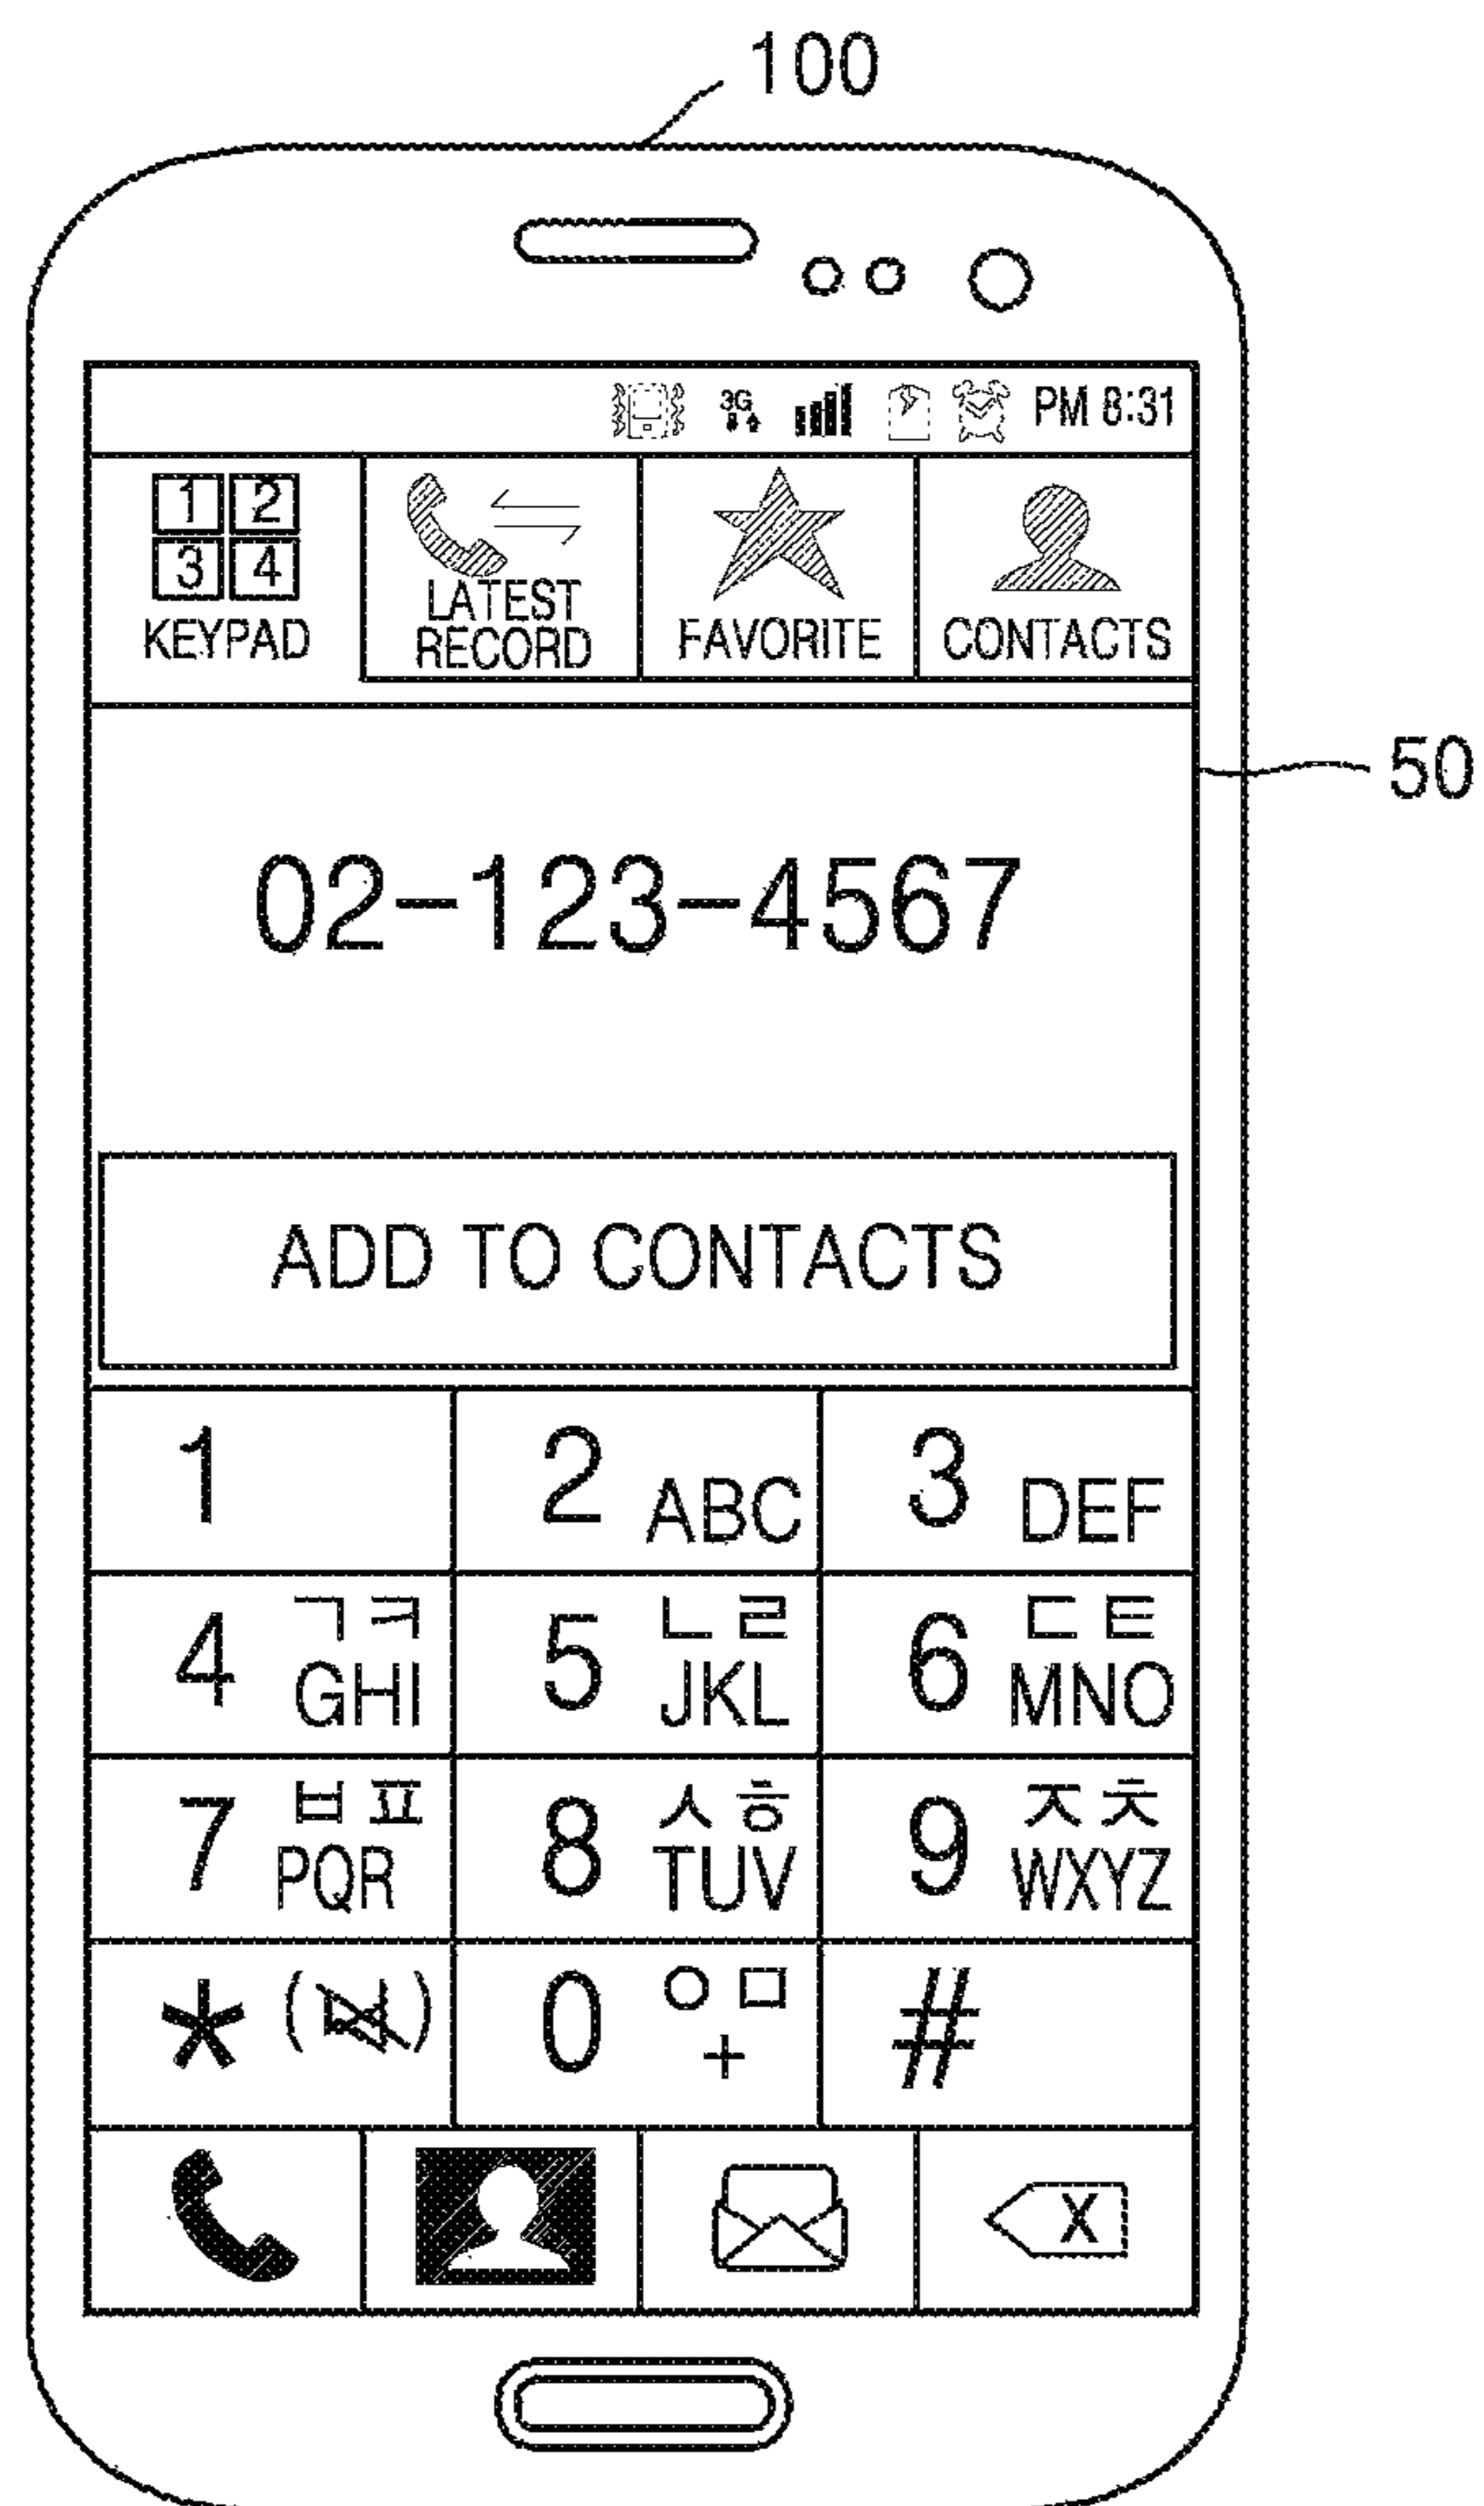 100
3G PM 8:31
1 2
3 4
KEYPAD
LATEST
RECORD
FAVORITE
CONTACTS
50
02-123-4567
ADD TO CONTACTS
1
2 ABC
3 DEF
4 ㄱㅋ
GHI
5 ㄴㄹ
JKL
6 ㄷㅌ
MNO
7 ㅂㅍ
PQR
8 ㅅㅎ
TUV
9 ㅈㅊ
WXYZ
* ( )
0 ㅇㅁ
+
#
X